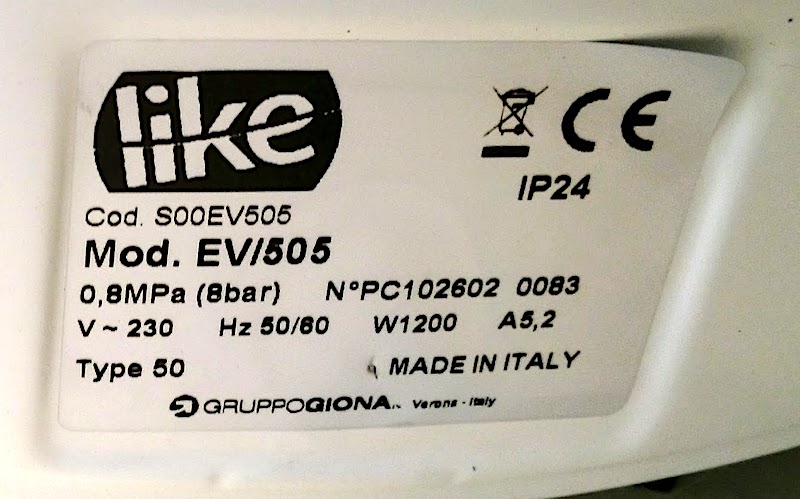 like
CE
IP24
Cod. S00EV505
Mod. EV/505
0,8MPa (8bar) N°PC102602 0083
V ~ 230 Hz 50/60 W1200 A5,2
Type 50 MADE IN ITALY
GRUPPOGIONA Verona - Italy